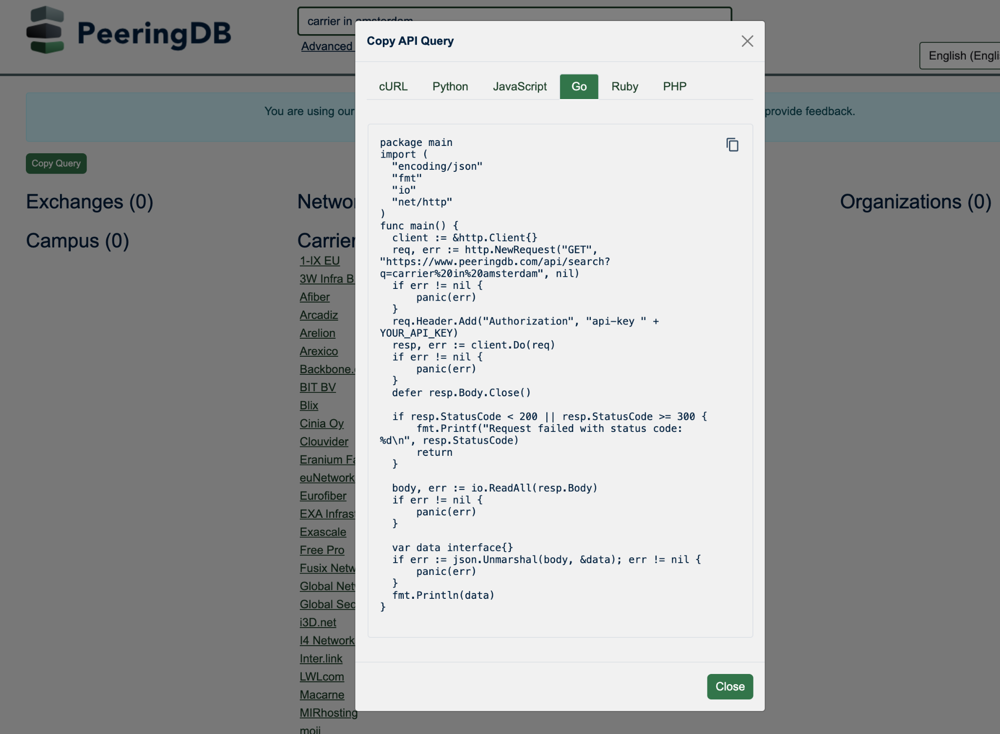 PeeringDB
carrier in amsterdam
Advanced
English (Engli
You are using our
provide feedback.
Copy Query
Exchanges (0)
Organizations (0)
Campus (0)
Carrier
1-IX EU
3W Infra B
Afiber
Arcadiz
Arelion
Arexico
Backbone.
BIT BV
Blix
Cinia Oy
Clouvider
Eranium Fa
euNetwork
Eurofiber
EXA Infras
Exascale
Free Pro
Fusix Netw
Global Net
Global Sec
i3D.net
I4 Network
Inter.link
LWLcom
Macarne
MIRhosting
Copy API Query
cURL
Python
JavaScript
Go
Ruby
PHP
package main
import (
  "encoding/json"
  "fmt"
  "io"
  "net/http"
)
func main() {
  client := &http.Client{}
  req, err := http.NewRequest("GET",
"https://www.peeringdb.com/api/search?
q=carrier%20in%20amsterdam", nil)
  if err != nil {
      panic(err)
  }
  req.Header.Add("Authorization", "api-key " +
YOUR_API_KEY)
  resp, err := client.Do(req)
  if err != nil {
      panic(err)
  }
  defer resp.Body.Close()
  if resp.StatusCode < 200 || resp.StatusCode >= 300 {
      fmt.Printf("Request failed with status code:
%d\n", resp.StatusCode)
      return
  }
  body, err := io.ReadAll(resp.Body)
  if err != nil {
      panic(err)
  }
  var data interface{}
  if err := json.Unmarshal(body, &data); err != nil {
      panic(err)
  }
  fmt.Println(data)
}
Close